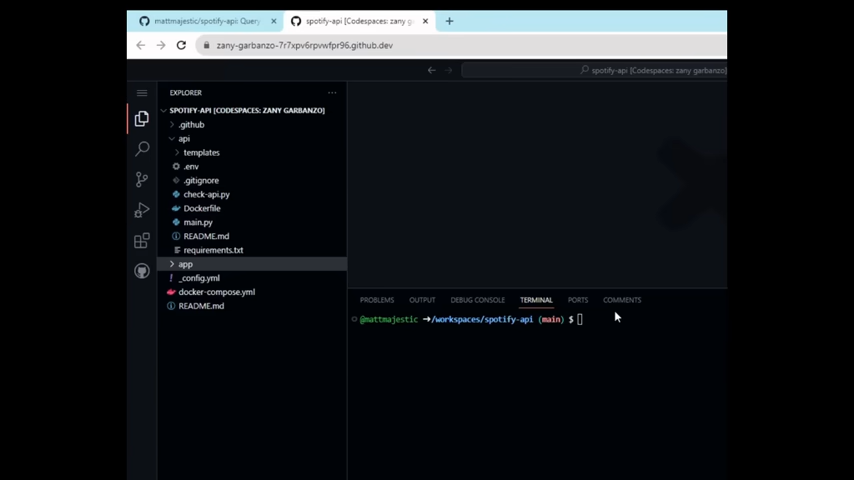 mattmajestic/spotify-api: Query
spotify-api [Codespaces: zany ga
zany-garbanzo-7r7xpv6rpvwfpr96.github.dev
spotify-api [Codespaces: zany garbanzo]
EXPLORER
SPOTIFY-API [CODESPACES: ZANY GARBANZO]
.github
api
templates
.env
.gitignore
check-api.py
Dockerfile
main.py
README.md
requirements.txt
app
_config.yml
docker-compose.yml
README.md
PROBLEMS OUTPUT DEBUG CONSOLE TERMINAL PORTS COMMENTS
@mattmajestic ➜/workspaces/spotify-api (main) $